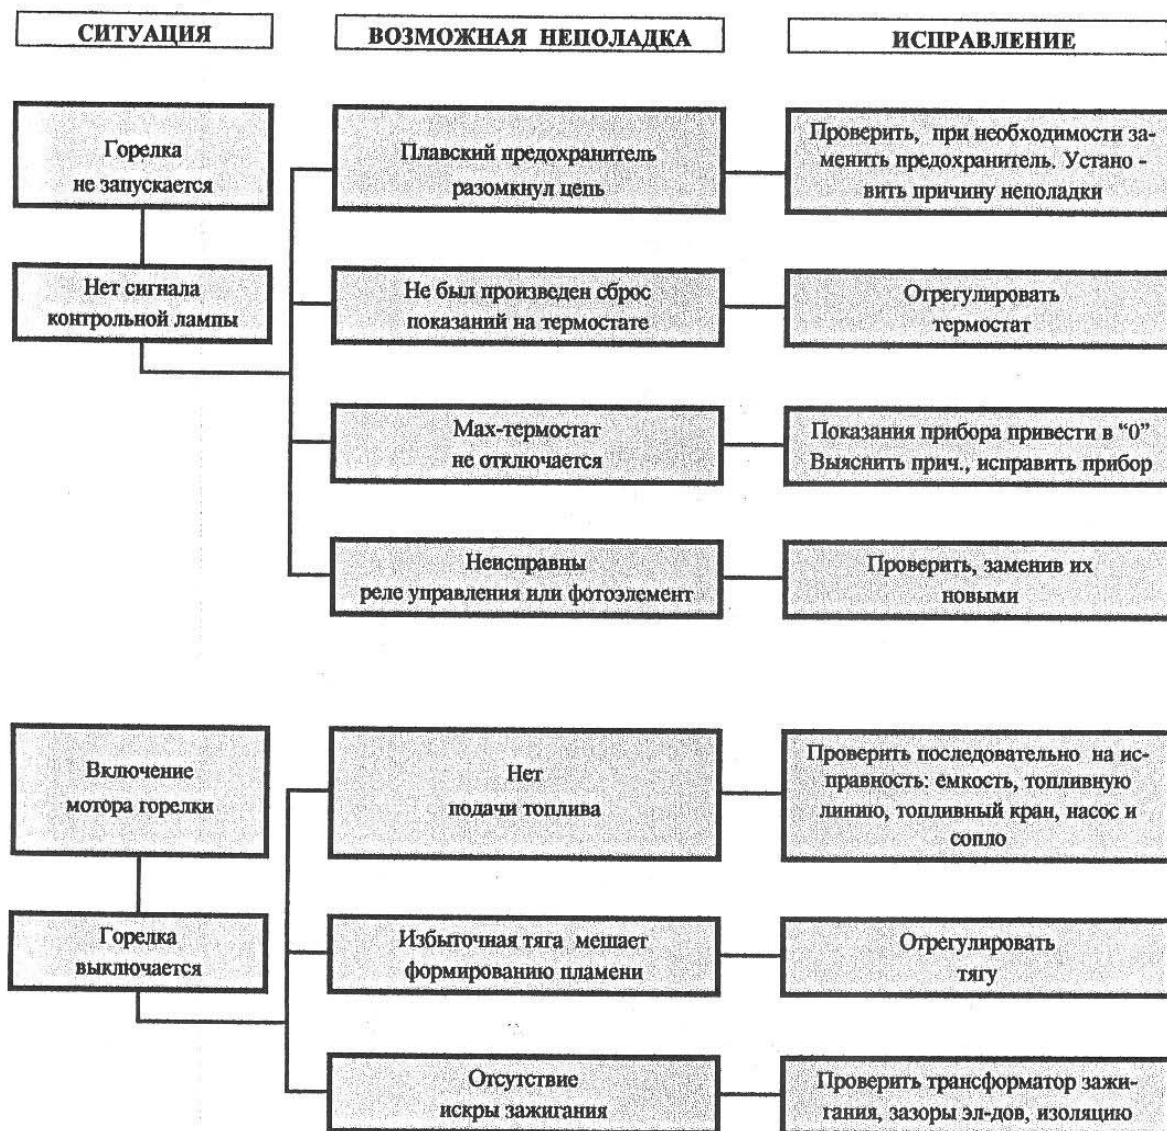 СИТУАЦИЯ
ВОЗМОЖНАЯ НЕПОЛАДКА
ИСПРАВЛЕНИЕ
Горелка
не запускается
Нет сигнала
контрольной лампы
Плавский предохранитель
разомкнул цепь
Проверить, при необходимости за-
менить предохранитель. Устано -
вить причину неполадки
Не был произведен сброс
показаний на термостате
Отрегулировать
термостат
Мах-термостат
не отключается
Показания прибора привести в “0”
Выяснить прич., исправить прибор
Неисправны
реле управления или фотоэлемент
Проверить, заменив их
новыми
Включение
мотора горелки
Горелка
выключается
Нет
подачи топлива
Проверить последовательно на ис-
правность: емкость, топливную
линию, топливный кран, насос и
сопло
Избыточная тяга мешает
формированию пламени
Отрегулировать
тягу
Отсутствие
искры зажигания
Проверить трансформатор зажи-
гания, зазоры эл-дов, изоляцию